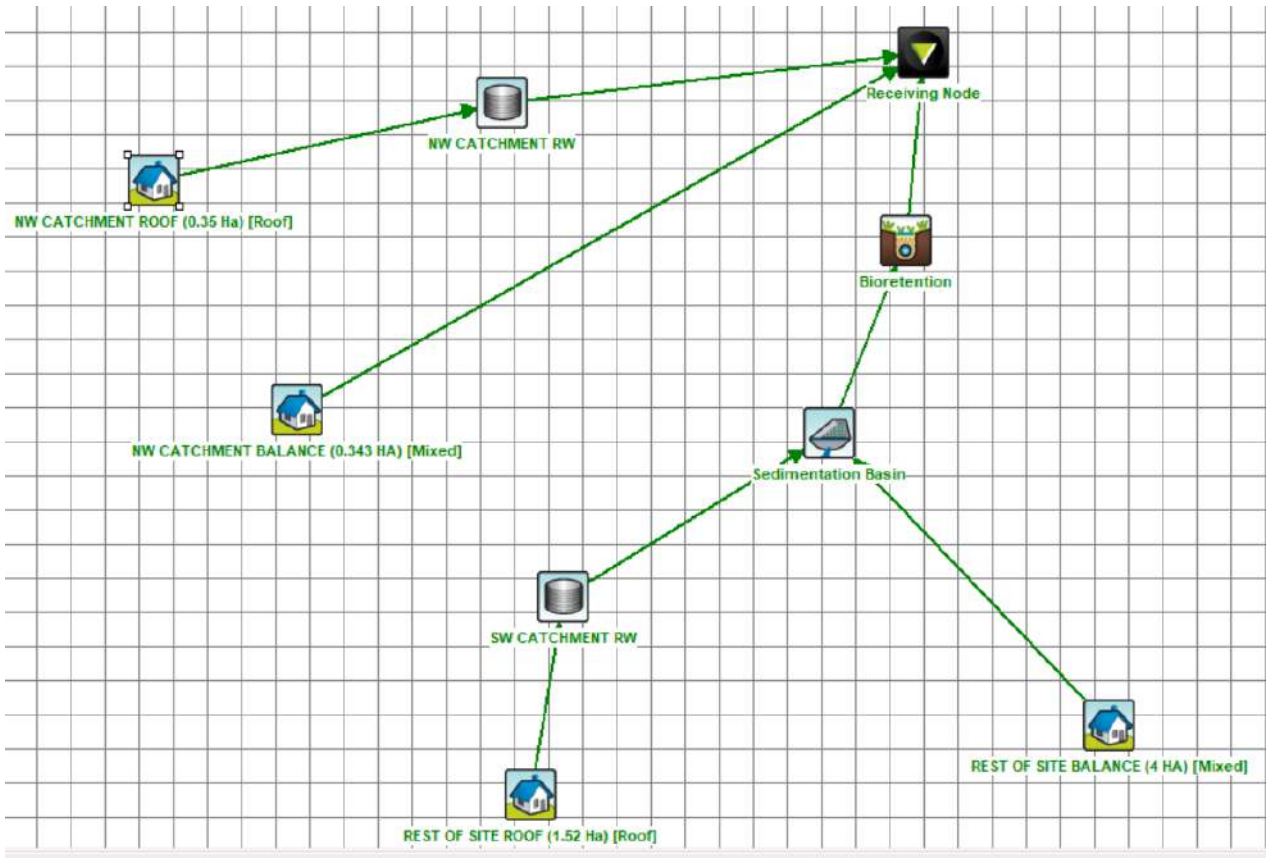 Receiving Node
NW CATCHMENT RW
NW CATCHMENT ROOF (0.35 Ha) [Roof]
Bioretention
NW CATCHMENT BALANCE (0.343 HA) [Mixed]
Sedimentation Basin
SW CATCHMENT RW
REST OF SITE BALANCE (4 HA) [Mixed]
REST OF SITE ROOF (1.52 Ha) [Roof]